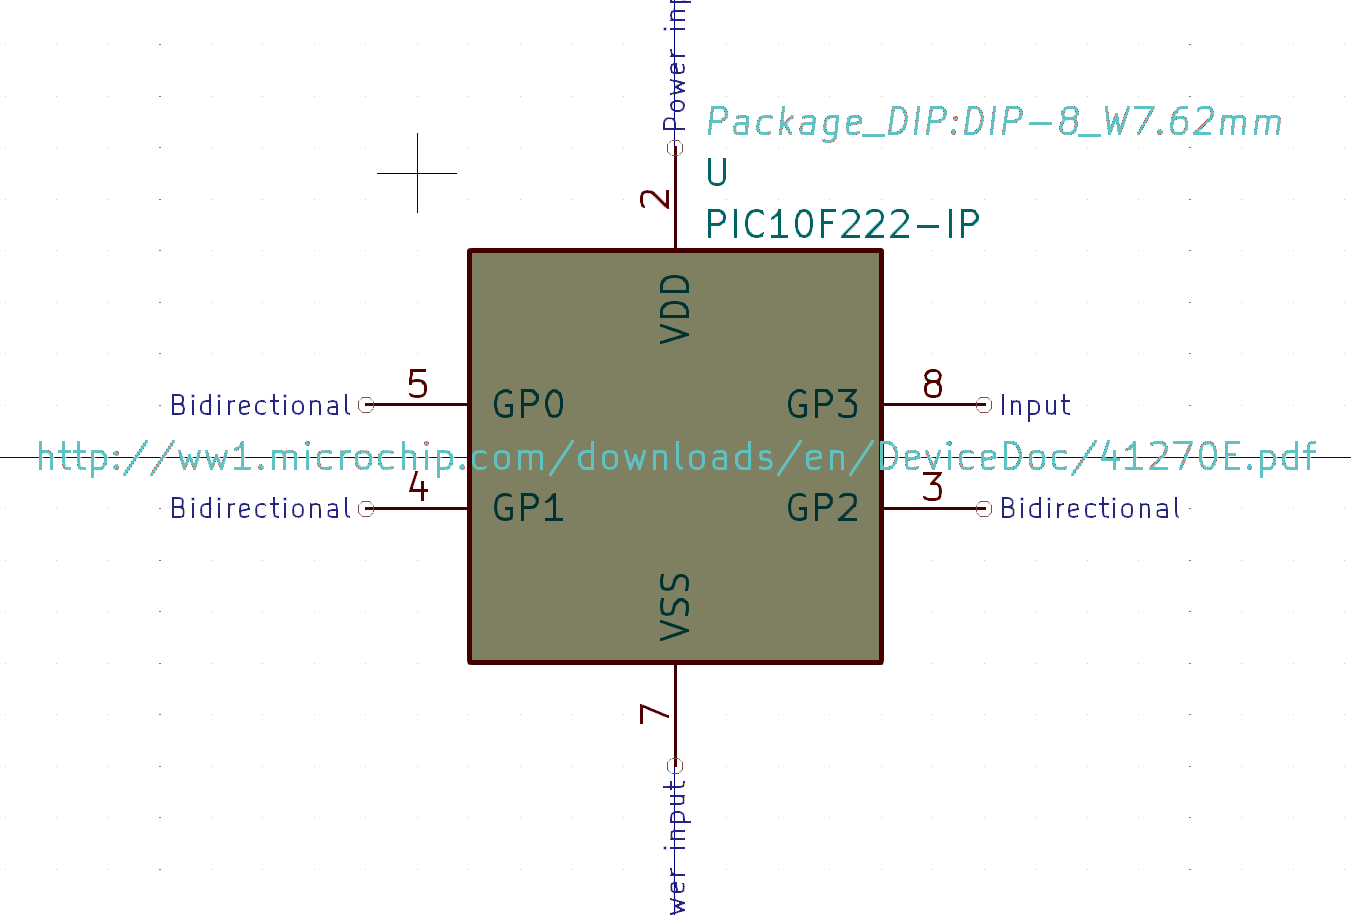 Power inp
Package_DIP:DIP-8_W7.62mm
U
2
PIC10F222-IP
VDD
5
8
Bidirectional
GP0
GP3
Input
http://ww1.microchip.com/downloads/en/DeviceDoc/41270E.pdf
4
3
Bidirectional
GP1
GP2
Bidirectional
VSS
7
wer input